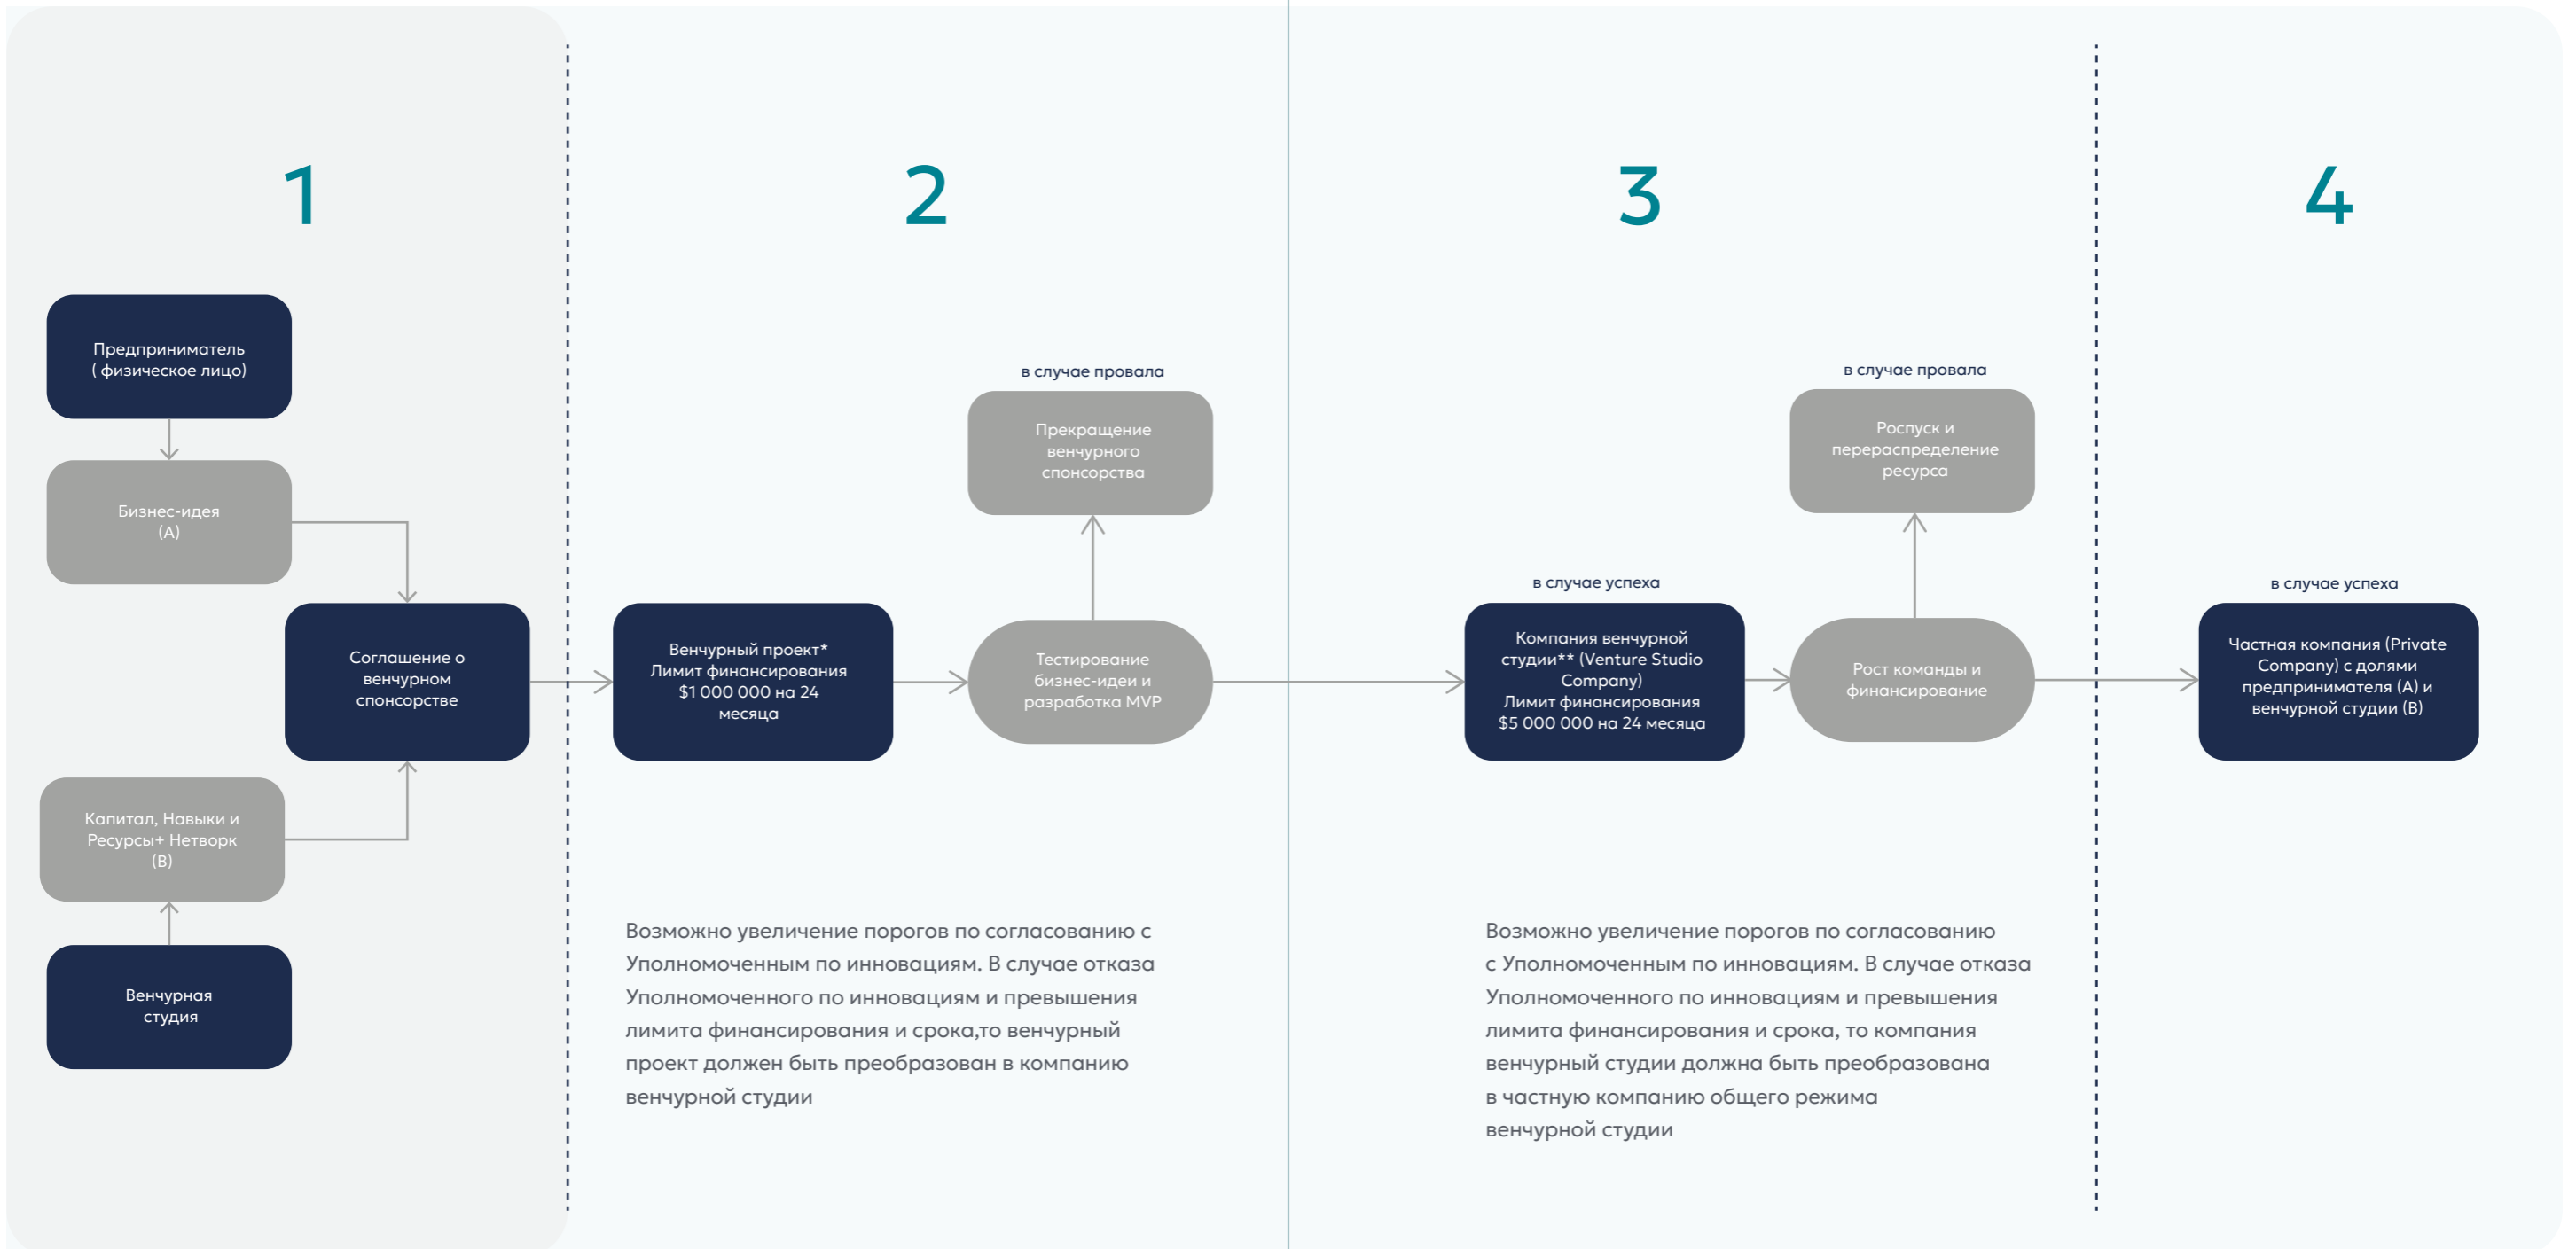 1
Предприниматель
( физическое лицо)
Бизнес-идея
(A)
Соглашение о
венчурном
спонсорстве
Капитал, Навыки и
Ресурсы+ Нетворк
(B)
Венчурная
студия
2
в случае провала
Прекращение
венчурного
спонсорства
Венчурный проект*
Лимит финансирования
$1 000 000 на 24
месяца
Тестирование
бизнес-идеи и
разработка MVP
Возможно увеличение порогов по согласованию с
Уполномоченным по инновациям. В случае отказа
Уполномоченного по инновациям и превышения
лимита финансирования и срока,то венчурный
проект должен быть преобразован в компанию
венчурной студии
3
в случае провала
Роспуск и
перераспределение
ресурса
в случае успеха
Компания венчурной
студии** (Venture Studio
Company)
Лимит финансирования
$5 000 000 на 24 месяца
Рост команды и
финансирование
Возможно увеличение порогов по согласованию
с Уполномоченным по инновациям. В случае отказа
Уполномоченного по инновациям и превышения
лимита финансирования и срока, то компания
венчурный студии должна быть преобразована
в частную компанию общего режима
венчурной студии
4
в случае успеха
Частная компания (Private
Company) с долями
предпринимателя (A) и
венчурной студии (B)